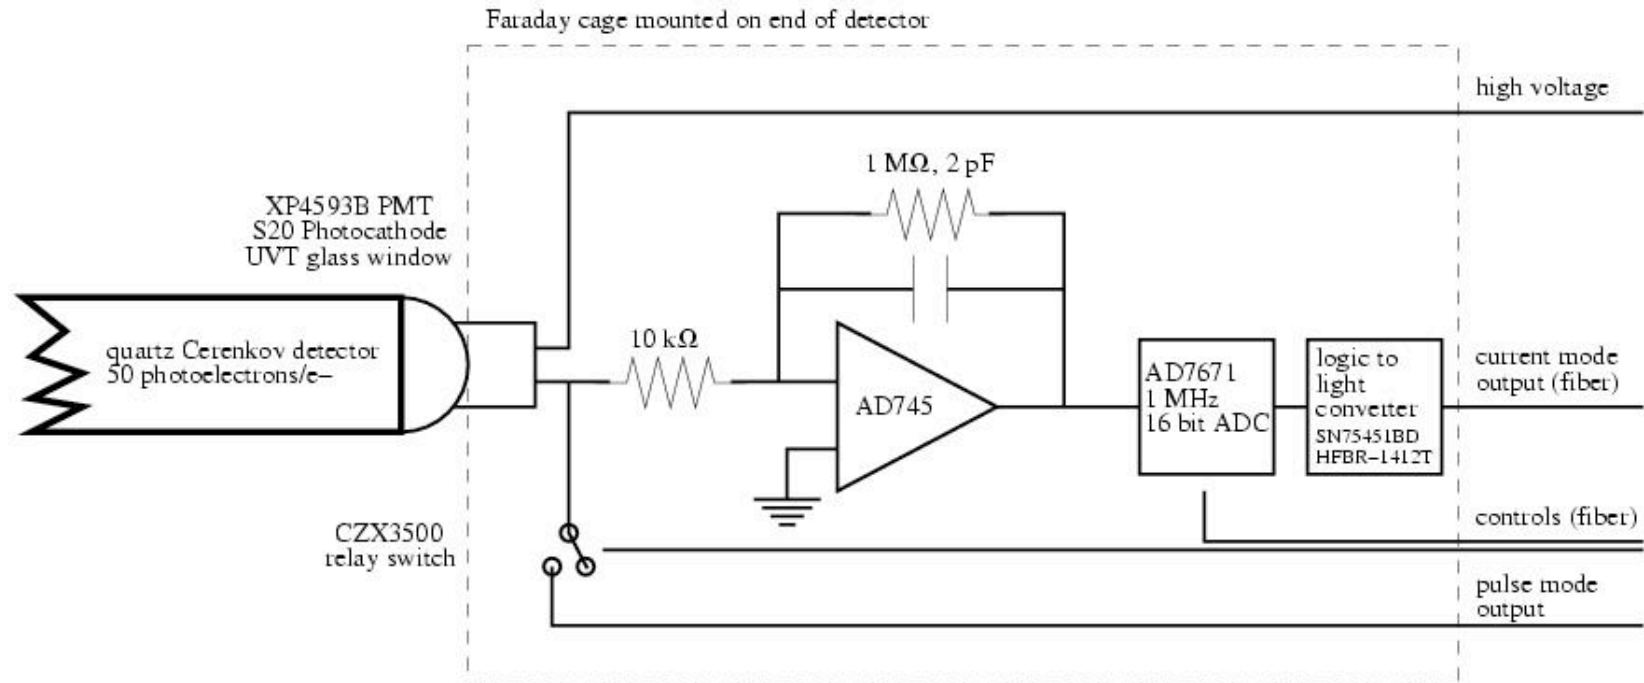 Faraday cage mounted on end of detector
high voltage
1 MΩ, 2 pF
XP4593B PMT
S20 Photocathode
UVT glass window
10 kΩ
quartz Cerenkov detector
50 photoelectrons/e−
AD745
AD7671
1 MHz
16 bit ADC
logic to
light
converter
SN75451BD
HFBR−1412T
current mode
output (fiber)
CZX3500
relay switch
controls (fiber)
pulse mode
output